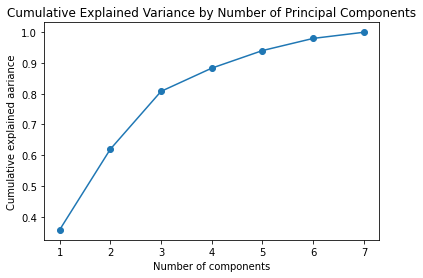 Cumulative Explained Variance by Number of Principal Components
1.0
0.9
0.8
0.7
0.6
0.5
0.4
Cumulative explained aariance
1 2 3 4 5 6 7
Number of components